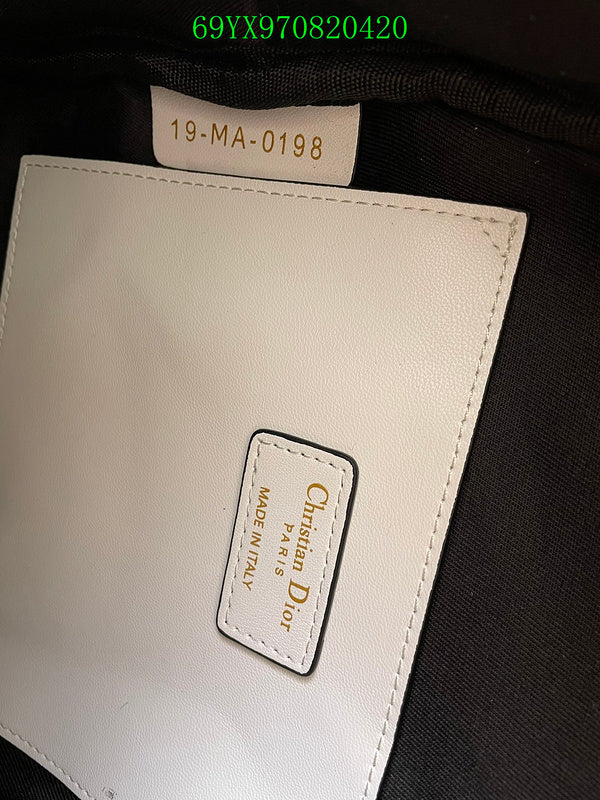 69YX970820420
19-MA-0198
Christian Dior
PARIS
MADE IN ITALY